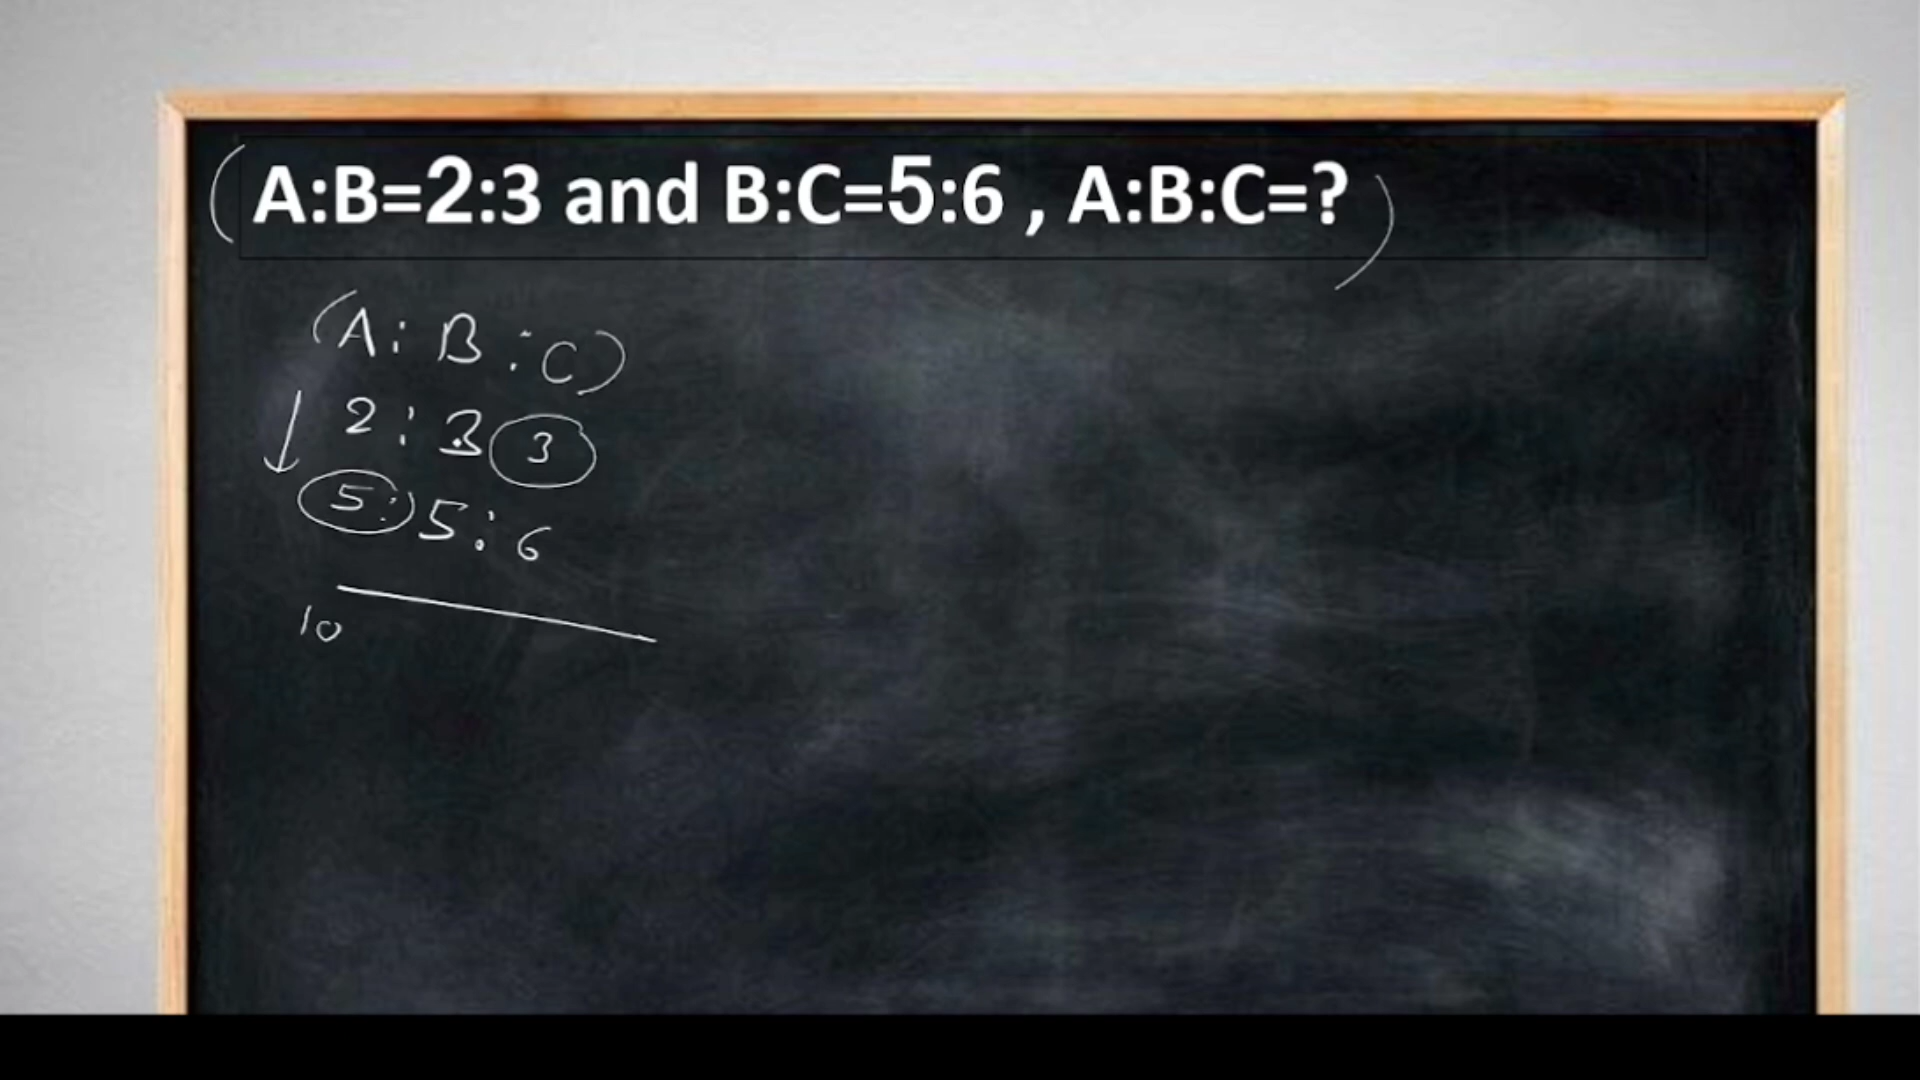 (A:B=2:3 and B:C=5:6 , A:B:C=?)
(A : B : C)
2 : 3 3
5 : 5 : 6
10